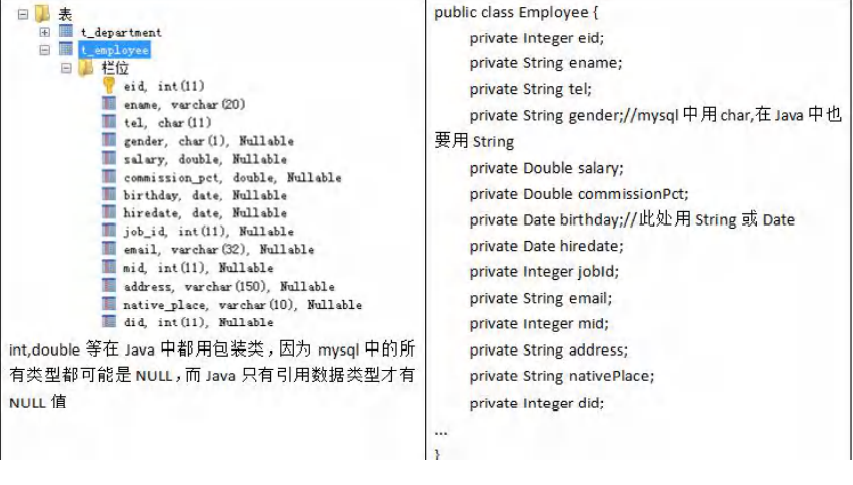 表
t_department
t_employee
栏位
eid, int(11)
ename, varchar(20)
tel, char(11)
gender, char(1), Nullable
salary, double, Nullable
commission_pct, double, Nullable
birthday, date, Nullable
hiredate, date, Nullable
job_id, int(11), Nullable
email, varchar(32), Nullable
mid, int(11), Nullable
address, varchar(150), Nullable
native_place, varchar(10), Nullable
did, int(11), Nullable
int,double 等在 Java 中都用包装类，因为 mysql 中的所
有类型都可能是 NULL，而 Java 只有引用数据类型才有
NULL 值
public class Employee {
private Integer eid;
private String ename;
private String tel;
private String gender;//mysql 中用 char,在 Java 中也
要用 String
private Double salary;
private Double commissionPct;
private Date birthday;//此处用 String 或 Date
private Date hiredate;
private Integer jobId;
private String email;
private Integer mid;
private String address;
private String nativePlace;
private Integer did;
...
}